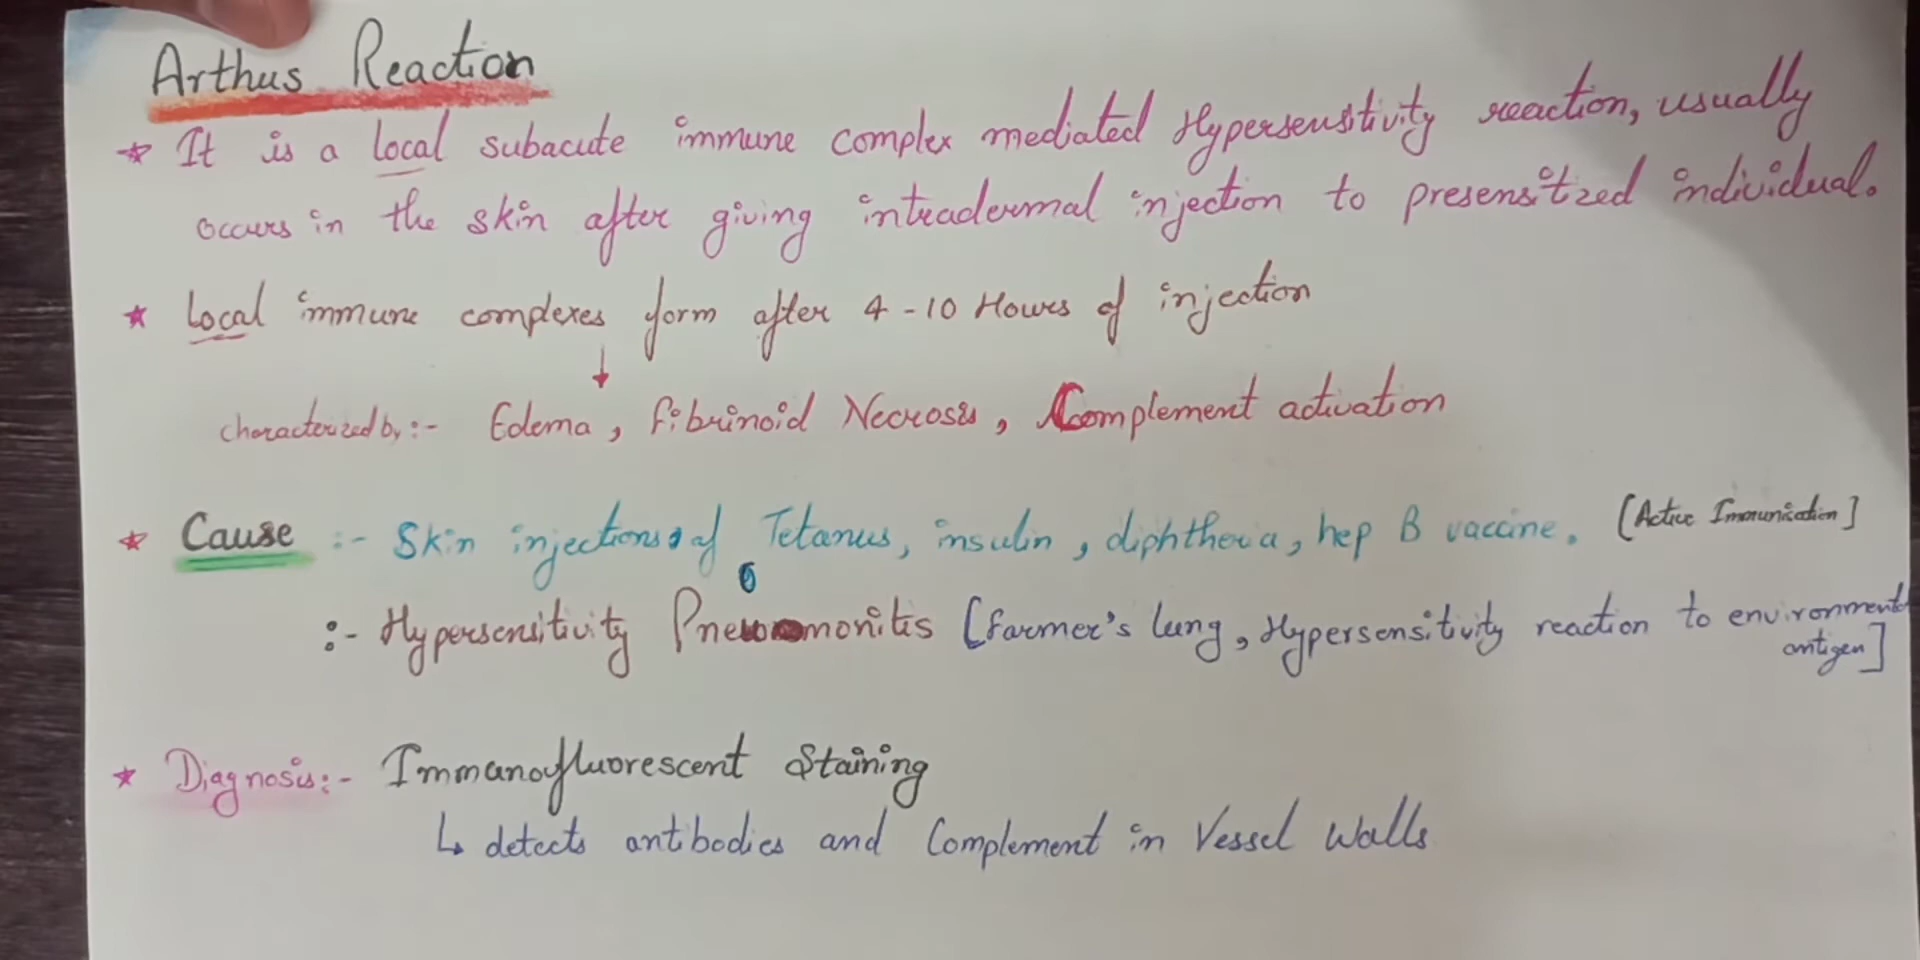 Arthus Reaction
* It is a local subacute immune complex mediated Hypersensitivity reaction, usually
occurs in the skin after giving intradermal injection to presensitized individual.
* Local immune complexes form after 4-10 Hours of injection
↓
characterized by :- Edema, fibrinoid Necrosis, Complement activation
* Cause :- Skin injections of Tetanus, insulin, diphtheria, hep B vaccine. [Active Immunization]
:- Hypersensitivity Pneumonitis [farmer's lung, Hypersensitivity reaction to environment
antigen]
* Diagnosis:- Immunofluorescent Staining
↳ detects antibodies and Complement in Vessel Walls